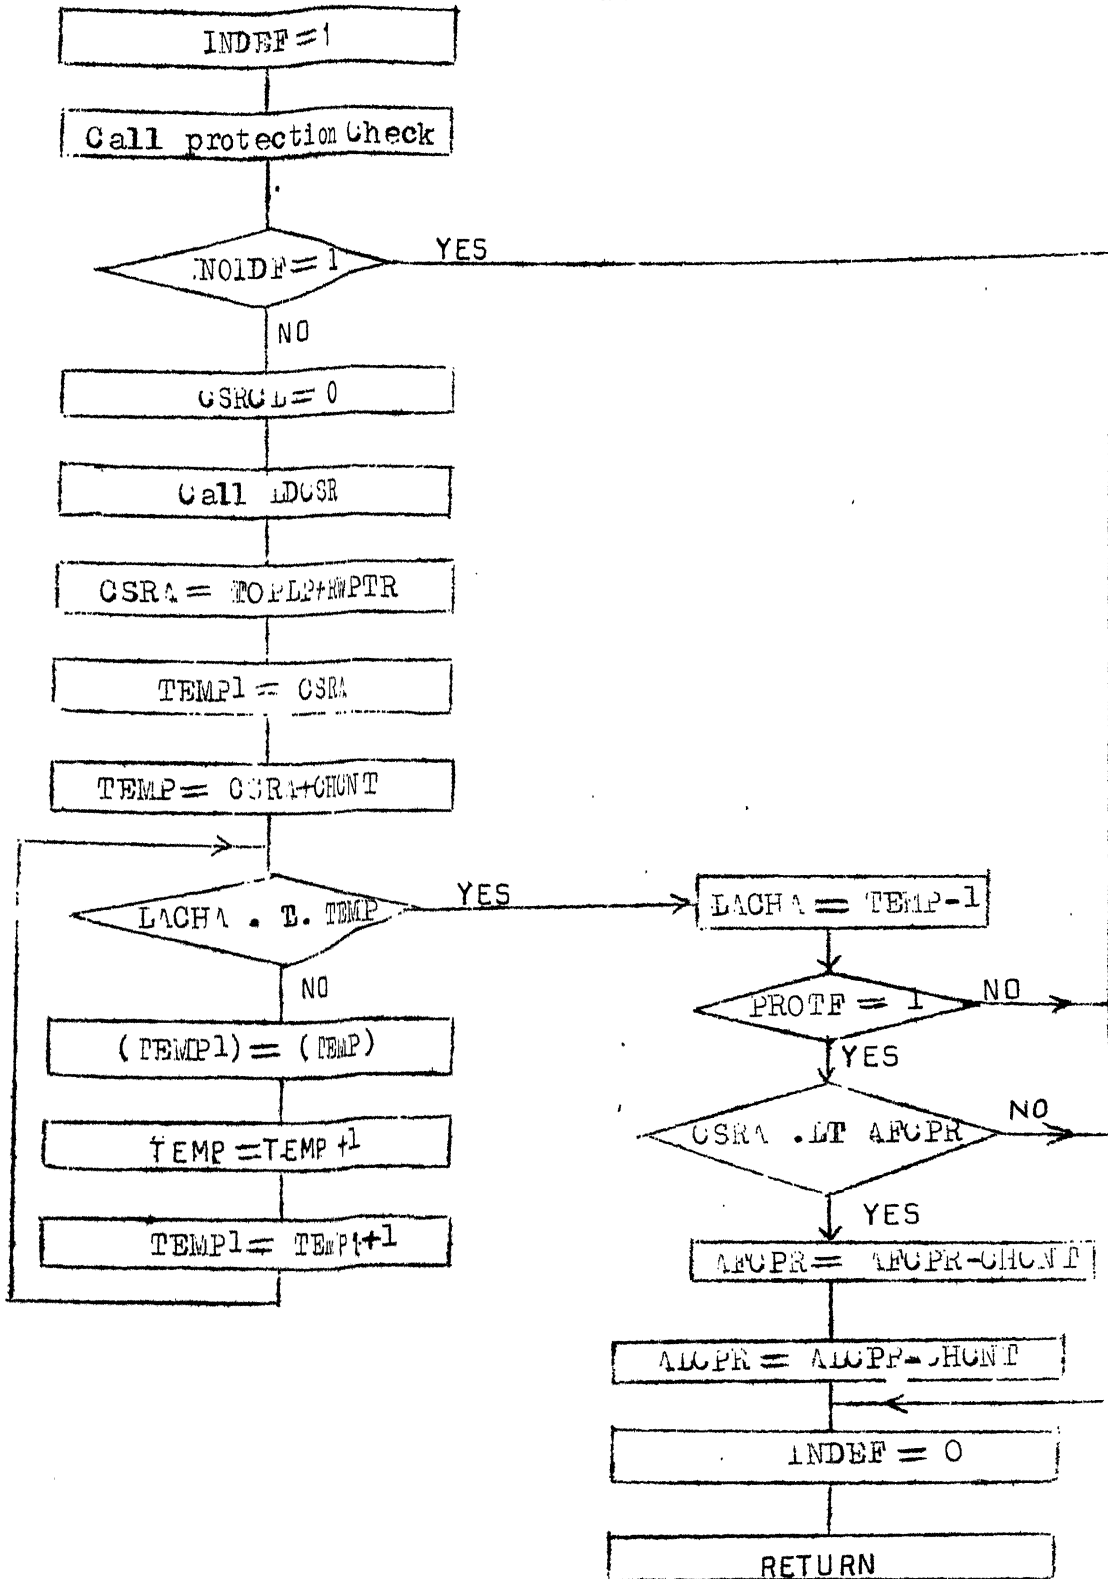 INDEF = 1
Call protection Check
NO1DF = 1
YES
NO
CSRCL = 0
Call LDCSR
CSRA = TOPLP+RWPTR
TEMP1 = CSRA
TEMP = CSRA+CHCNT
LACHA . . TEMP
YES
NO
(TEMP1) = (TEMP)
TEMP = TEMP +1
TEMP1 = TEMP1+1
LACHA = TEMP-1
PROTF = 1
NO
YES
CSRA .LT AFCPR
NO
YES
AFCPR = AFCPR-CHCNT
ALCPR = ALCPR-CHCNT
INDEF = 0
RETURN